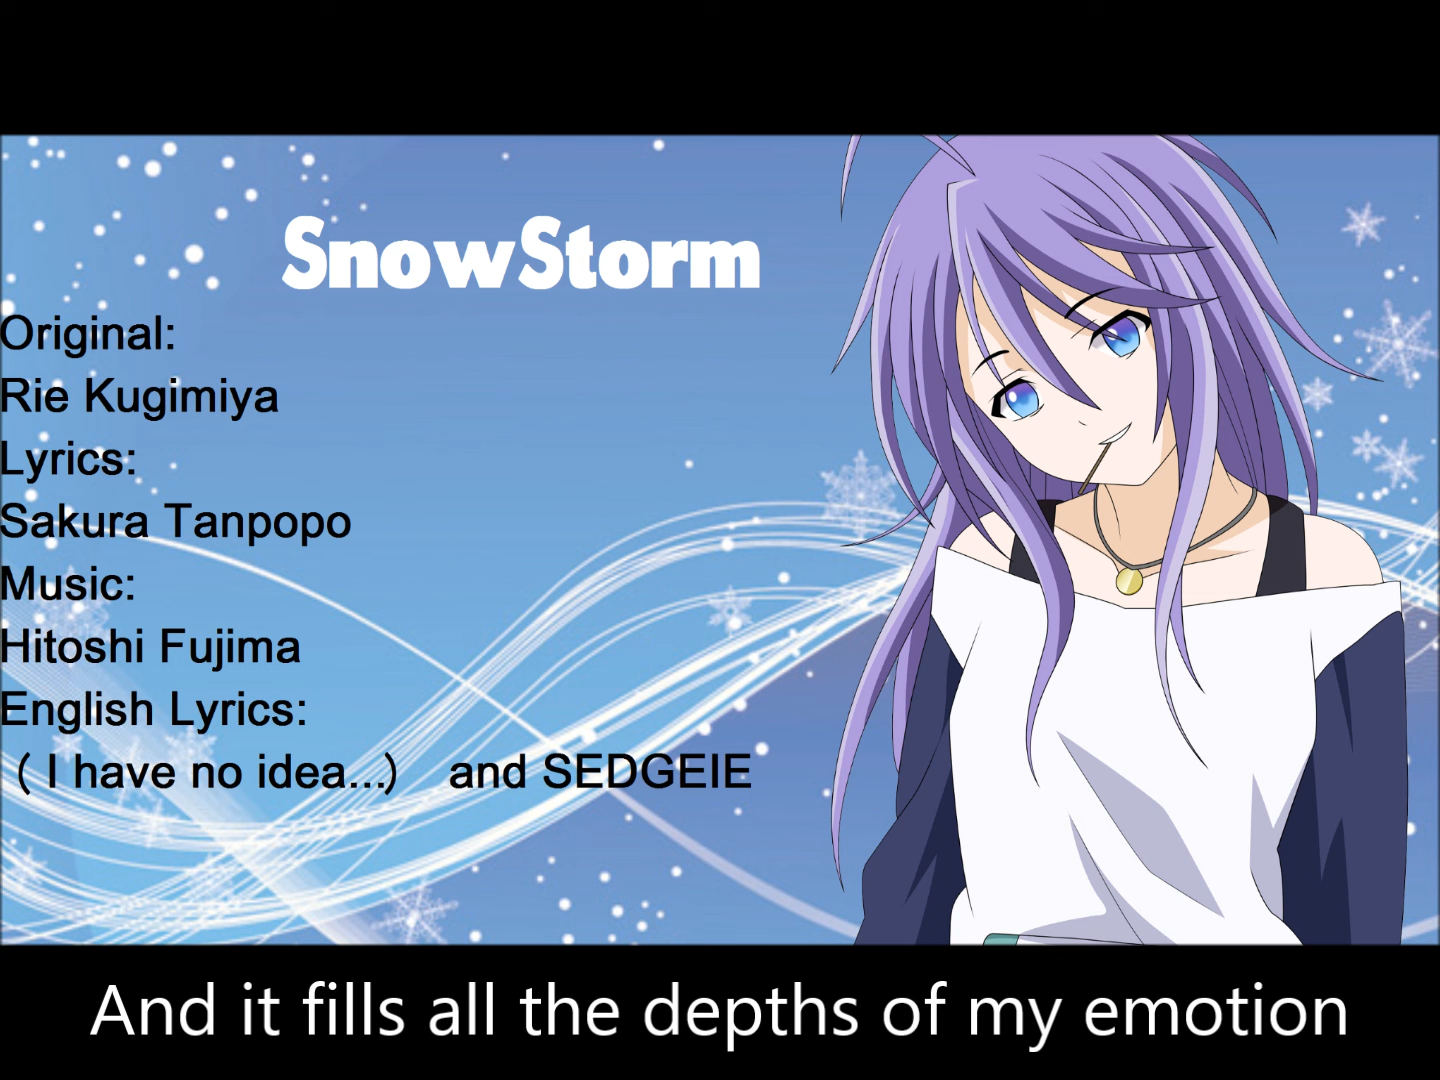 SnowStorm
Original:
Rie Kugimiya
Lyrics:
Sakura Tanpopo
Music:
Hitoshi Fujima
English Lyrics:
( I have no idea...) and SEDGEIE
And it fills all the depths of my emotion